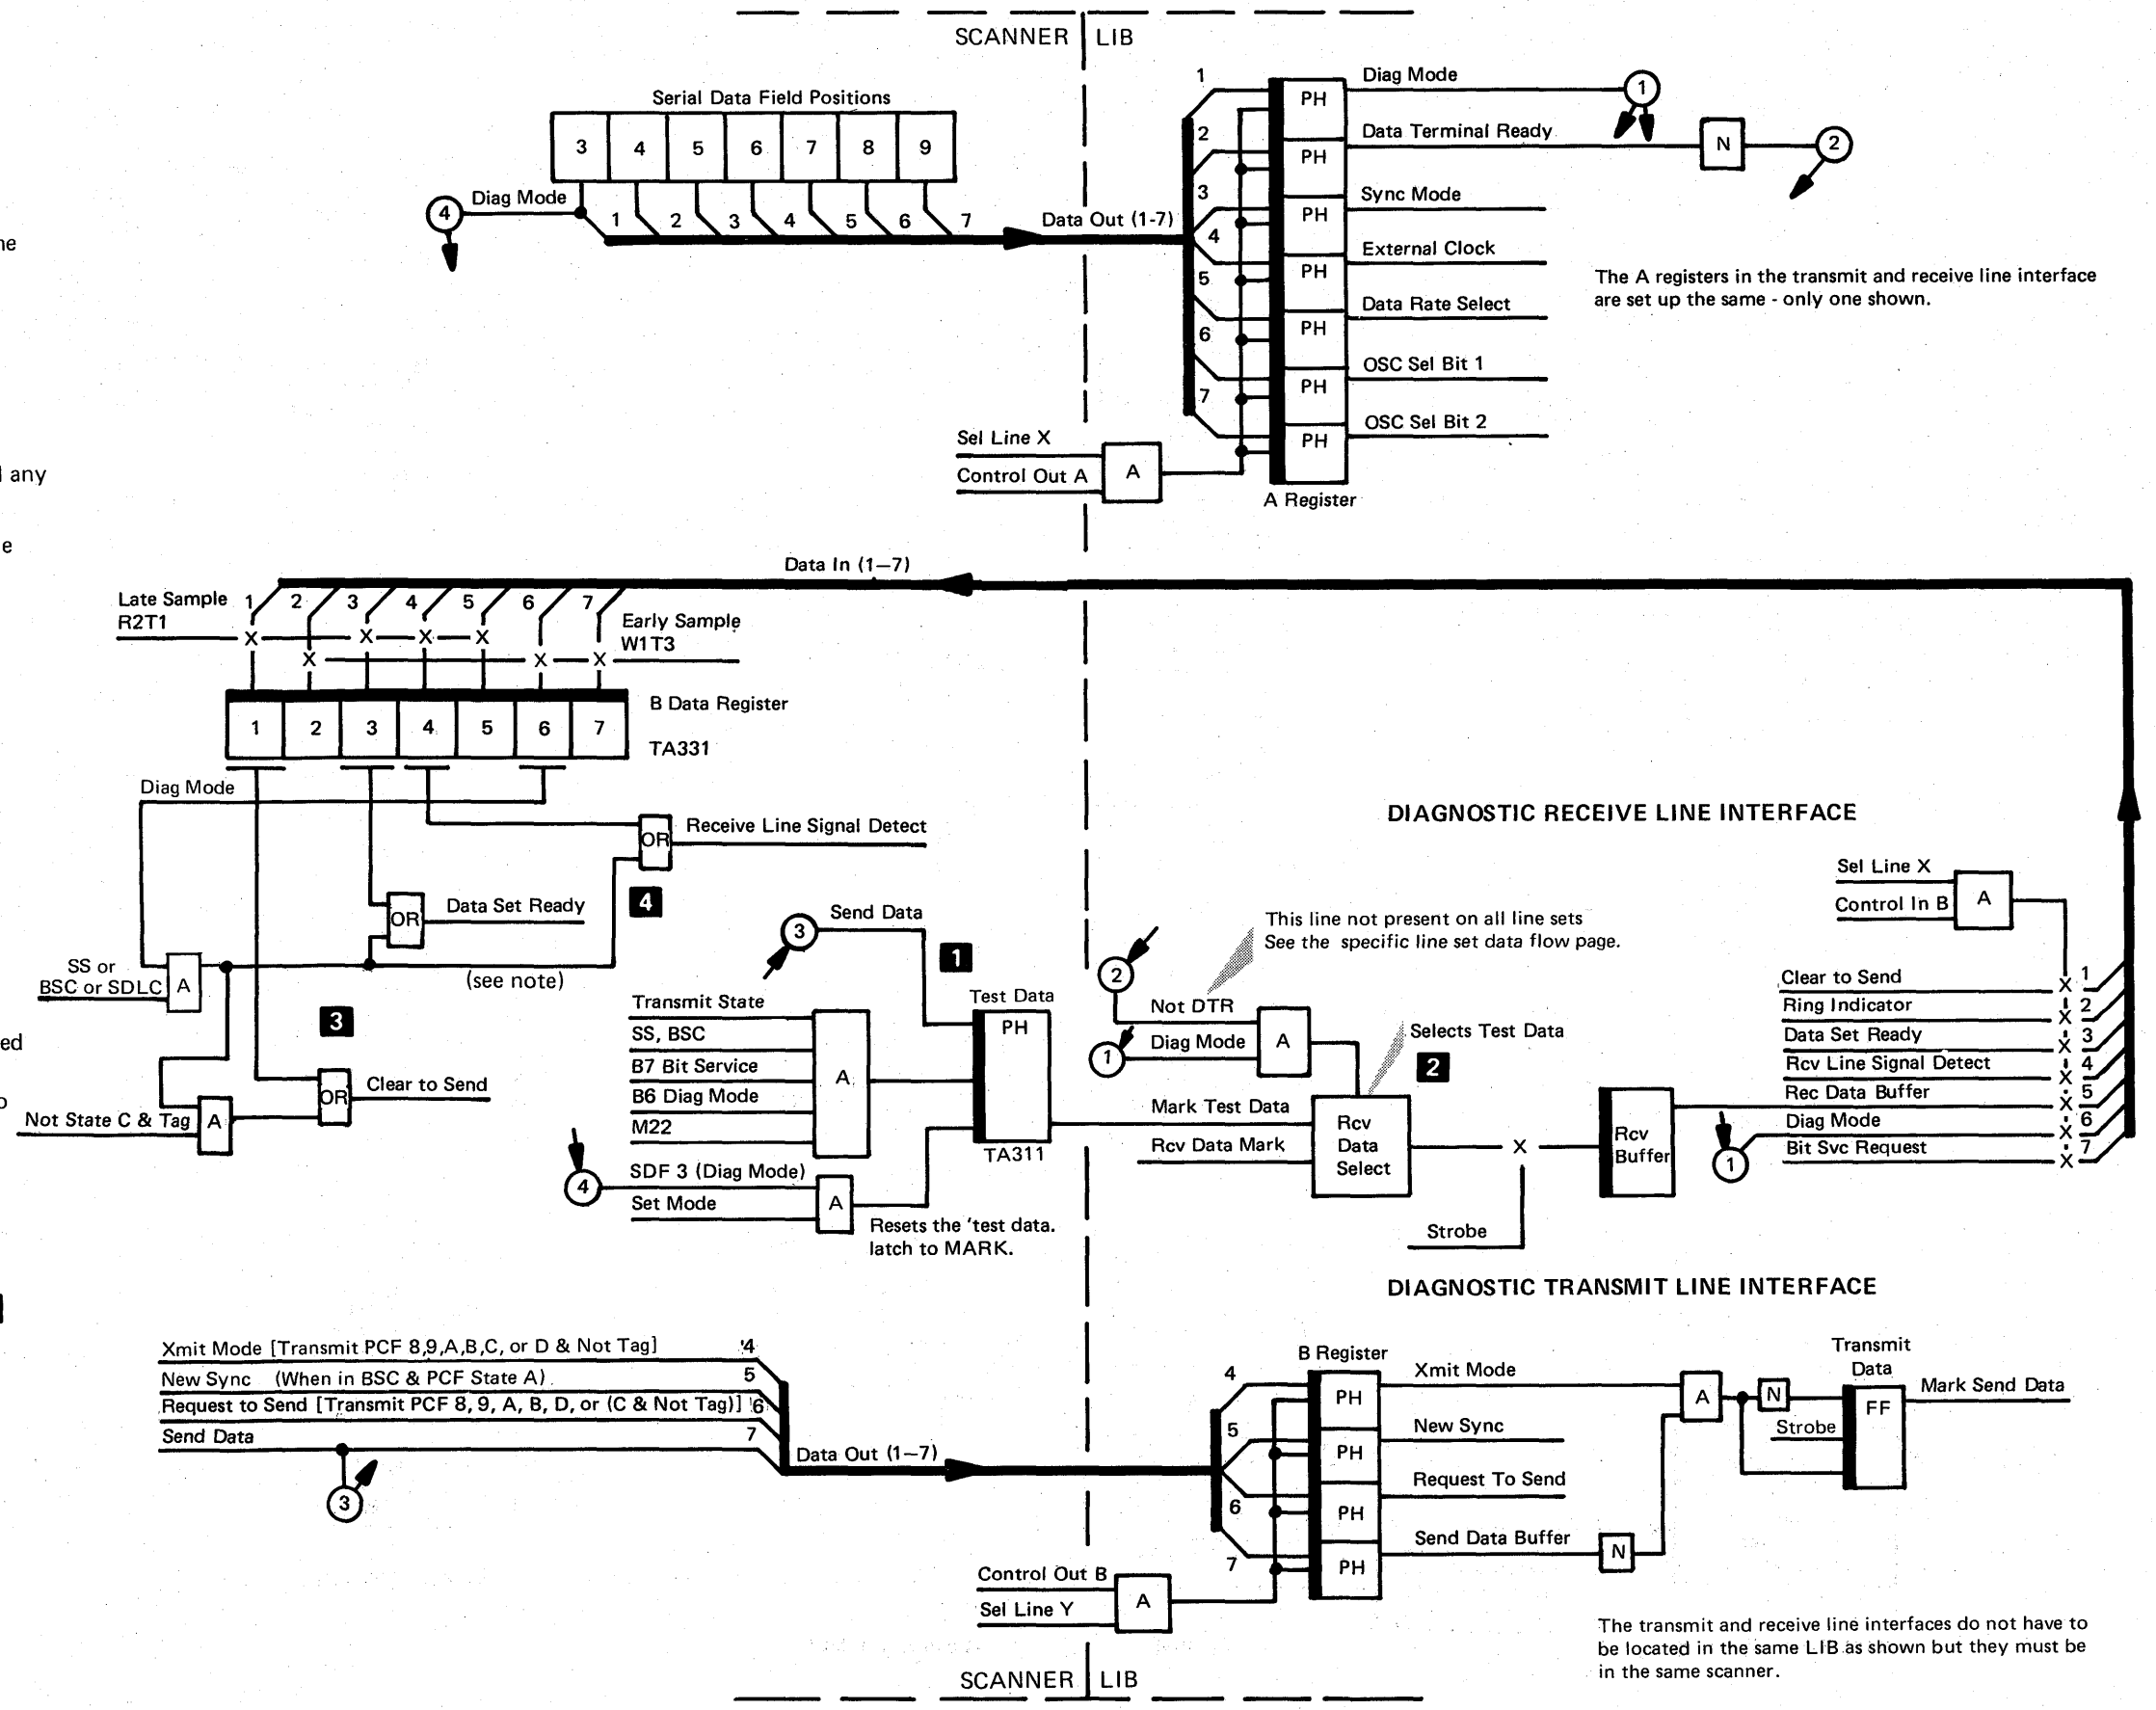 SCANNER LIB
Serial Data Field Positions
3 4 5 6 7 8 9
4
Diag Mode
1 2 3 4 5 6 7
Data Out (1-7)
1
2
3
4
5
6
7
PH
PH
PH
PH
PH
PH
PH
Diag Mode
1
Data Terminal Ready
N
2
Sync Mode
External Clock
Data Rate Select
OSC Sel Bit 1
OSC Sel Bit 2
The A registers in the transmit and receive line interface
are set up the same - only one shown.
Sel Line X
Control Out A
A
A Register
any
e
Data In (1–7)
Late Sample
R2T1
1 2 3 4 5 6 7
X X X X
X X X
Early Sample
W1T3
1 2 3 4 5 6 7
B Data Register
TA331
Diag Mode
OR
Receive Line Signal Detect
4
OR
Data Set Ready
SS or
BSC or SDLC
A
(see note)
3
ed
OR
Clear to Send
Not State C & Tag
A
3
Send Data
1
Transmit State
SS, BSC
B7 Bit Service
B6 Diag Mode
M22
A
Test Data
PH
TA311
4
SDF 3 (Diag Mode)
Set Mode
A
Resets the 'test data.
latch to MARK.
DIAGNOSTIC RECEIVE LINE INTERFACE
This line not present on all line sets
See the specific line set data flow page.
2
Not DTR
1
Diag Mode
A
Selects Test Data
2
Mark Test Data
Rcv Data Mark
Rcv
Data
Select
X
Strobe
Rcv
Buffer
Sel Line X
Control In B
A
Clear to Send X 1
Ring Indicator X 2
Data Set Ready X 3
Rcv Line Signal Detect X 4
Rec Data Buffer X 5
Diag Mode X 6
Bit Svc Request X 7
1
DIAGNOSTIC TRANSMIT LINE INTERFACE
Xmit Mode [Transmit PCF 8,9,A,B,C, or D & Not Tag] 4
New Sync (When in BSC & PCF State A) 5
Request to Send [Transmit PCF 8, 9, A, B, D, or (C & Not Tag)] 6
Send Data 7
3
Data Out (1–7)
B Register
4
5
6
7
PH
PH
PH
PH
Xmit Mode
New Sync
Request To Send
Send Data Buffer
N
A
N
Strobe
Transmit
Data
FF
Mark Send Data
Control Out B
Sel Line Y
A
The transmit and receive line interfaces do not have to
be located in the same LIB as shown but they must be
in the same scanner.
SCANNER LIB